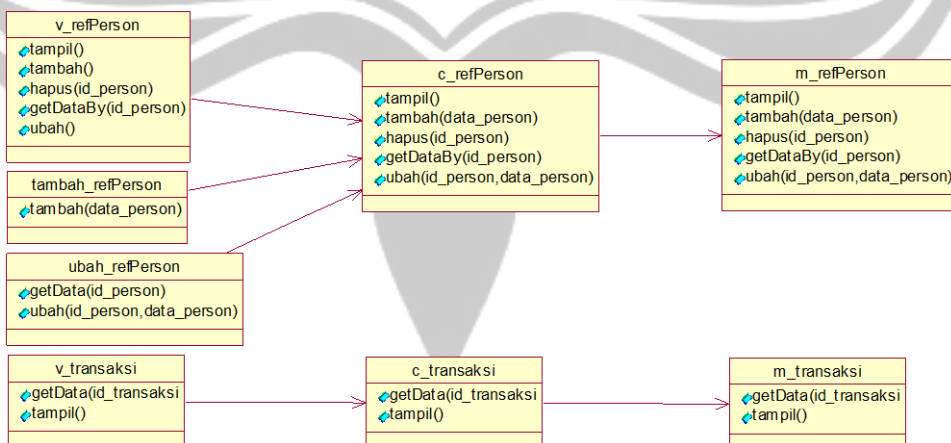 v_refPerson
tampil()
tambah()
hapus(id_person)
getDataBy(id_person)
ubah()
tambah_refPerson
tambah(data_person)
ubah_refPerson
getData(id_person)
ubah(id_person,data_person)
c_refPerson
tampil()
tambah(data_person)
hapus(id_person)
getDataBy(id_person)
ubah(id_person,data_person)
m_refPerson
tampil()
tambah(data_person)
hapus(id_person)
getDataBy(id_person)
ubah(id_person,data_person)
v_transaksi
getData(id_transaksi
tampil()
c_transaksi
getData(id_transaksi
tampil()
m_transaksi
getData(id_transaksi
tampil()